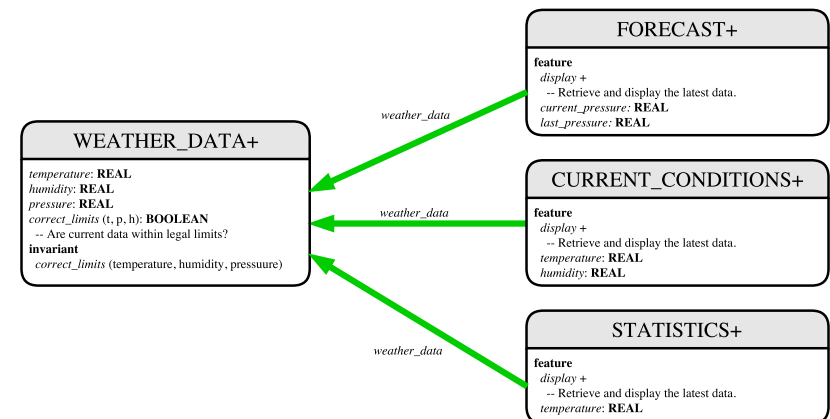 WEATHER_DATA+
temperature: REAL
humidity: REAL
pressure: REAL
correct_limits (t, p, h): BOOLEAN
-- Are current data within legal limits?
invariant
correct_limits (temperature, humidity, pressuure)
weather_data
weather_data
weather_data
FORECAST+
feature
display +
-- Retrieve and display the latest data.
current_pressure: REAL
last_pressure: REAL
CURRENT_CONDITIONS+
feature
display +
-- Retrieve and display the latest data.
temperature: REAL
humidity: REAL
STATISTICS+
feature
display +
-- Retrieve and display the latest data.
temperature: REAL